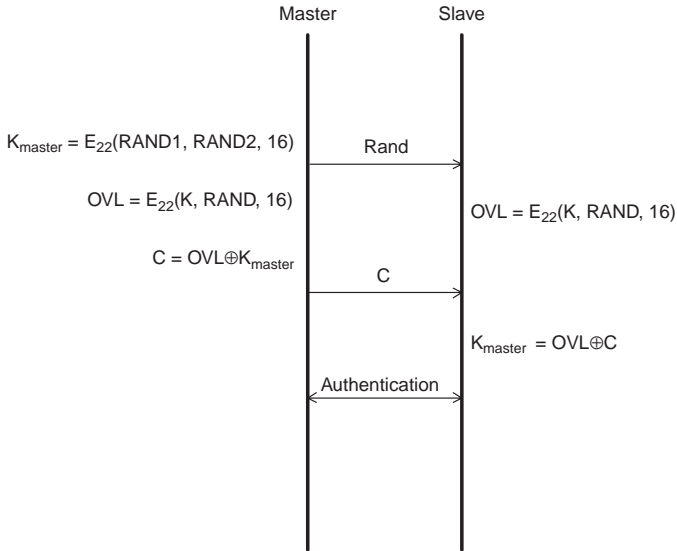 Master Slave
K_master = E_22(RAND1, RAND2, 16)
Rand
OVL = E_22(K, RAND, 16)
OVL = E_22(K, RAND, 16)
C = OVL⊕K_master
C
K_master = OVL⊕C
Authentication